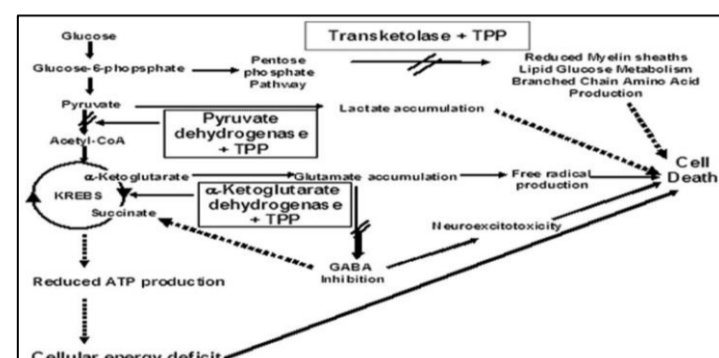 Glucose
Transketolase + TPP
Glucose-6-phopsphate
Pentose
phosphate
Pathway
Reduced Myelin sheaths
Lipid Glucose Metabolism
Branched Chain Amino Acid
Production
Pyruvate
Lactate accumulation
Pyruvate
dehydrogenase
+ TPP
Acetyl-CoA
α-Ketoglutarate
Glutamate accumulation
Free radical
production
Cell
Death
KREBS
α-Ketoglutarate
dehydrogenase
+ TPP
Succinate
Neuroexcitotoxicity
GABA
Inhibition
Reduced ATP production
Cellular energy deficit